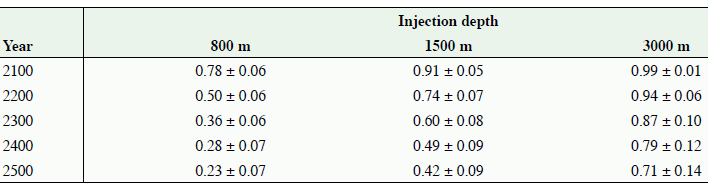 Injection depth
Year 800 m 1500 m 3000 m
2100 0.78 ± 0.06 0.91 ± 0.05 0.99 ± 0.01
2200 0.50 ± 0.06 0.74 ± 0.07 0.94 ± 0.06
2300 0.36 ± 0.06 0.60 ± 0.08 0.87 ± 0.10
2400 0.28 ± 0.07 0.49 ± 0.09 0.79 ± 0.12
2500 0.23 ± 0.07 0.42 ± 0.09 0.71 ± 0.14